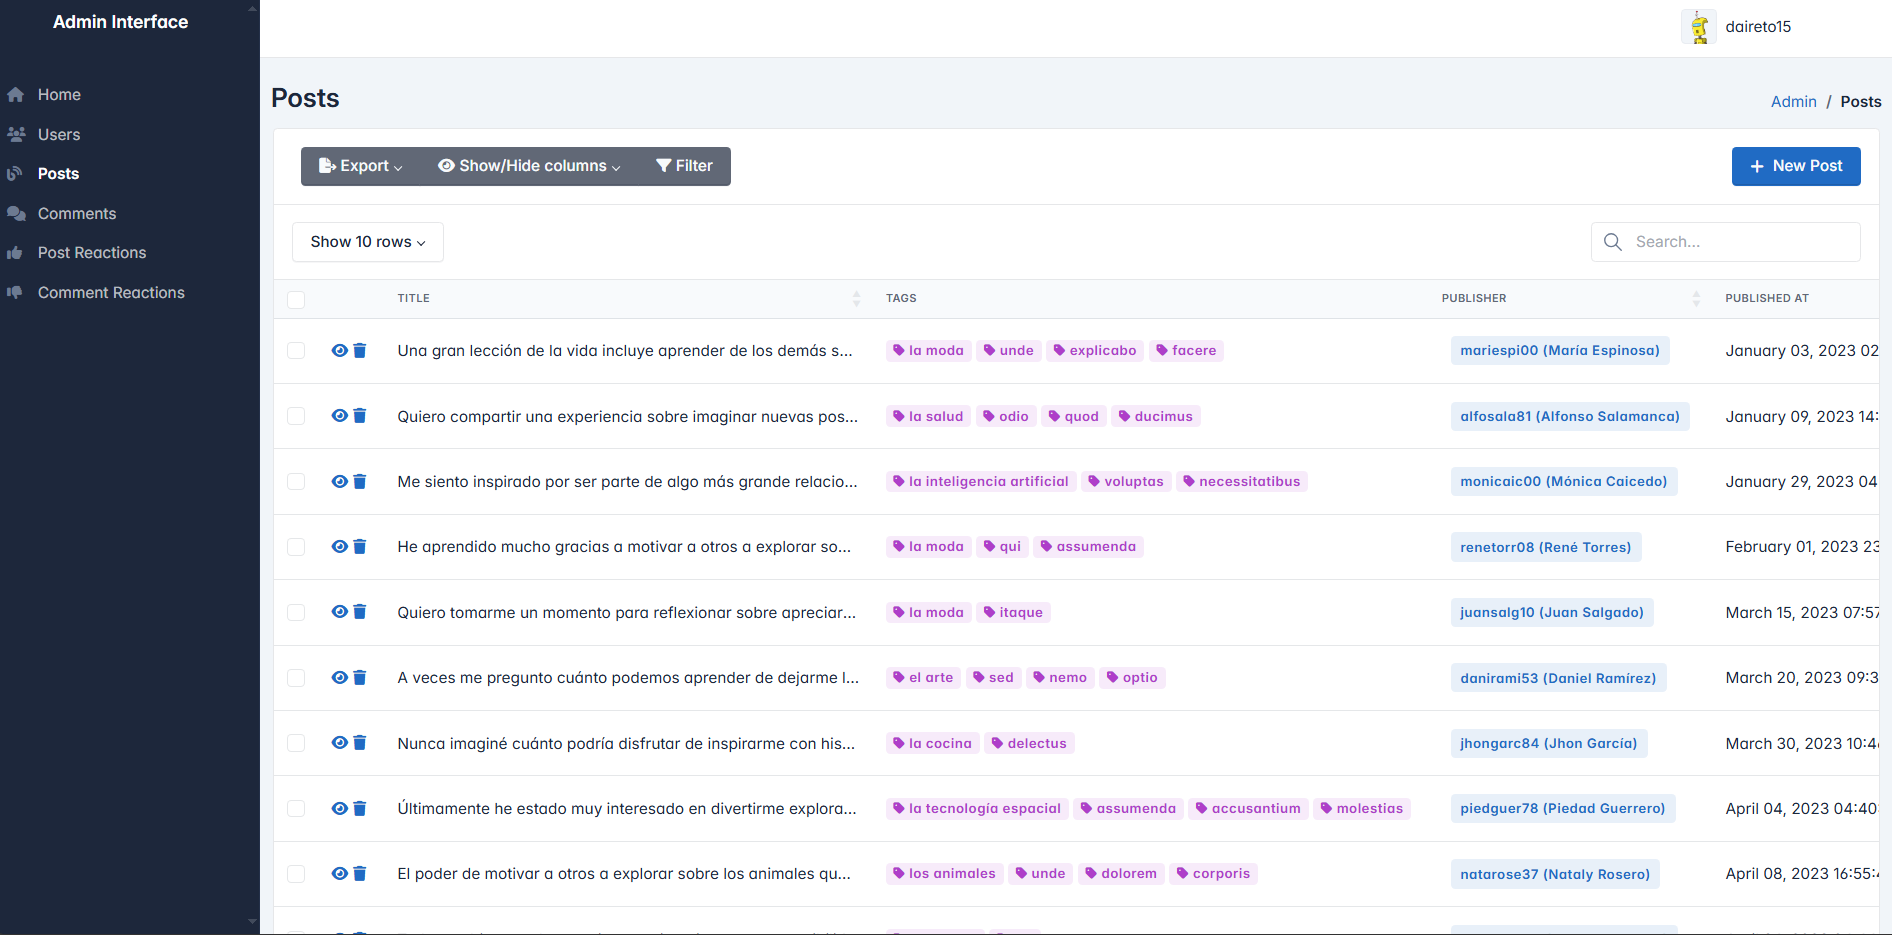 Admin Interface
daireto15
Home
Users
Posts
Comments
Post Reactions
Comment Reactions
Posts
Admin / Posts
Export Show/Hide columns Filter
+ New Post
Show 10 rows
Search...
TITLE TAGS PUBLISHER PUBLISHED AT
Una gran lección de la vida incluye aprender de los demás s... la moda unde explicabo facere mariespi00 (María Espinosa) January 03, 2023 02
Quiero compartir una experiencia sobre imaginar nuevas pos... la salud odio quod ducimus alfosala81 (Alfonso Salamanca) January 09, 2023 14:
Me siento inspirado por ser parte de algo más grande relacio... la inteligencia artificial voluptas necessitatibus monicaic00 (Mónica Caicedo) January 29, 2023 04
He aprendido mucho gracias a motivar a otros a explorar so... la moda qui assumenda renetorr08 (René Torres) February 01, 2023 23
Quiero tomarme un momento para reflexionar sobre apreciar... la moda itaque juansalg10 (Juan Salgado) March 15, 2023 07:57
A veces me pregunto cuánto podemos aprender de dejarme l... el arte sed nemo optio danirami53 (Daniel Ramírez) March 20, 2023 09:3
Nunca imaginé cuánto podría disfrutar de inspirarme con his... la cocina delectus jhongarc84 (Jhon García) March 30, 2023 10:4
Últimamente he estado muy interesado en divertirme explora... la tecnología espacial assumenda accusantium molestias piedguer78 (Piedad Guerrero) April 04, 2023 04:40
El poder de motivar a otros a explorar sobre los animales qu... los animales unde dolorem corporis natarose37 (Nataly Rosero) April 08, 2023 16:55: